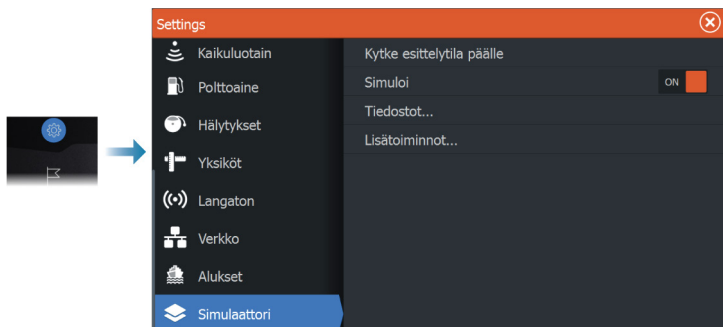 Settings
Kaikuluotain
Polttoaine
Hälytykset
Yksiköt
Langaton
Verkko
Alukset
Simulaattori
Kytke esittelytila päälle
Simuloi
ON
Tiedostot...
Lisätoiminnot...